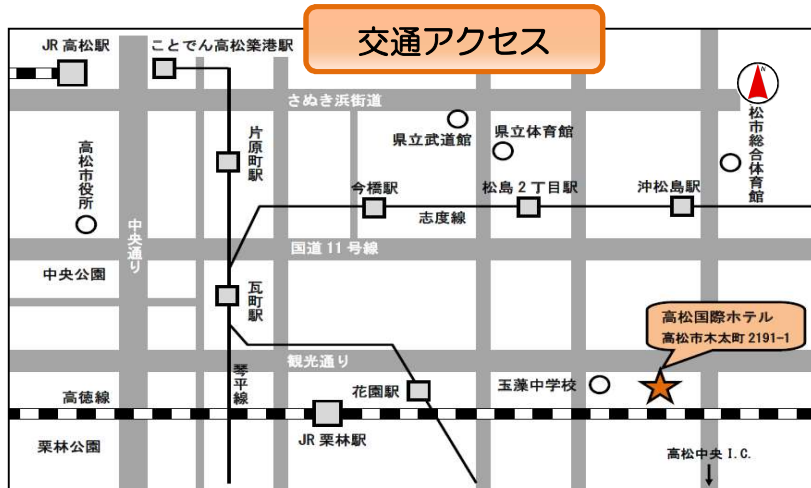 交通アクセス
JR 高松駅
ことでん高松築港駅
N
さぬき浜街道
県立武道館
県立体育館
松市総合体育館
高松市役所
片原町駅
今橋駅
松島2丁目駅
沖松島駅
志度線
中央通り
国道11号線
中央公園
瓦町駅
高松国際ホテル
高松市木太町2191-1
観光通り
琴平線
花園駅
玉藻中学校
高徳線
JR 栗林駅
栗林公園
高松中央 I.C.